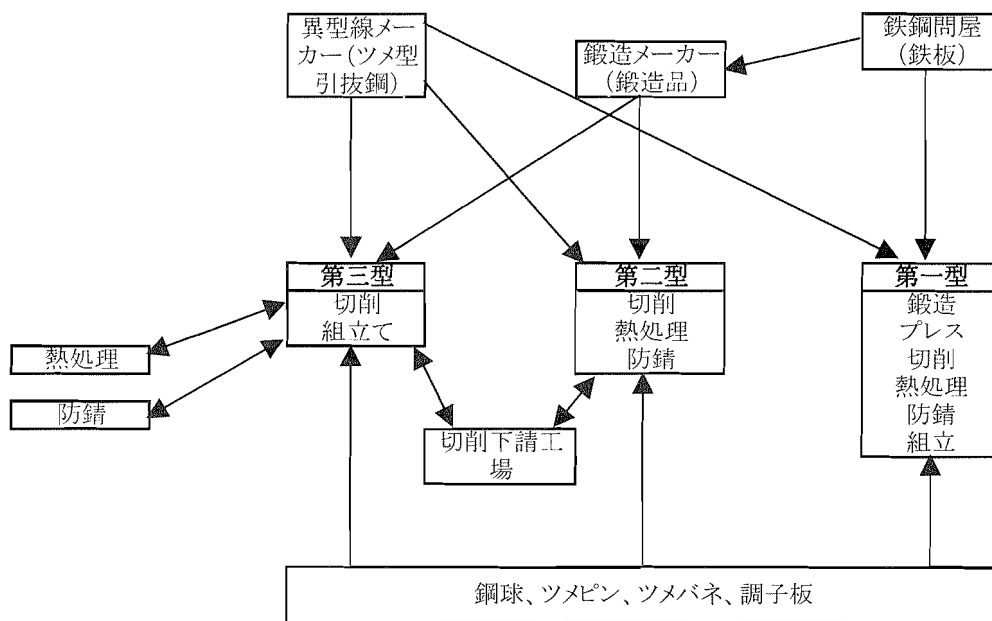 異型線メー
カー(ツメ型
引抜鋼)
鍛造メーカー
(鍛造品)
鉄鋼問屋
(鉄板)
第三型
切削
組立て
第二型
切削
熱処理
防錆
第一型
鍛造
プレス
切削
熱処理
防錆
組立
熱処理
防錆
切削下請工
場
鋼球、ツメピン、ツメバネ、調子板